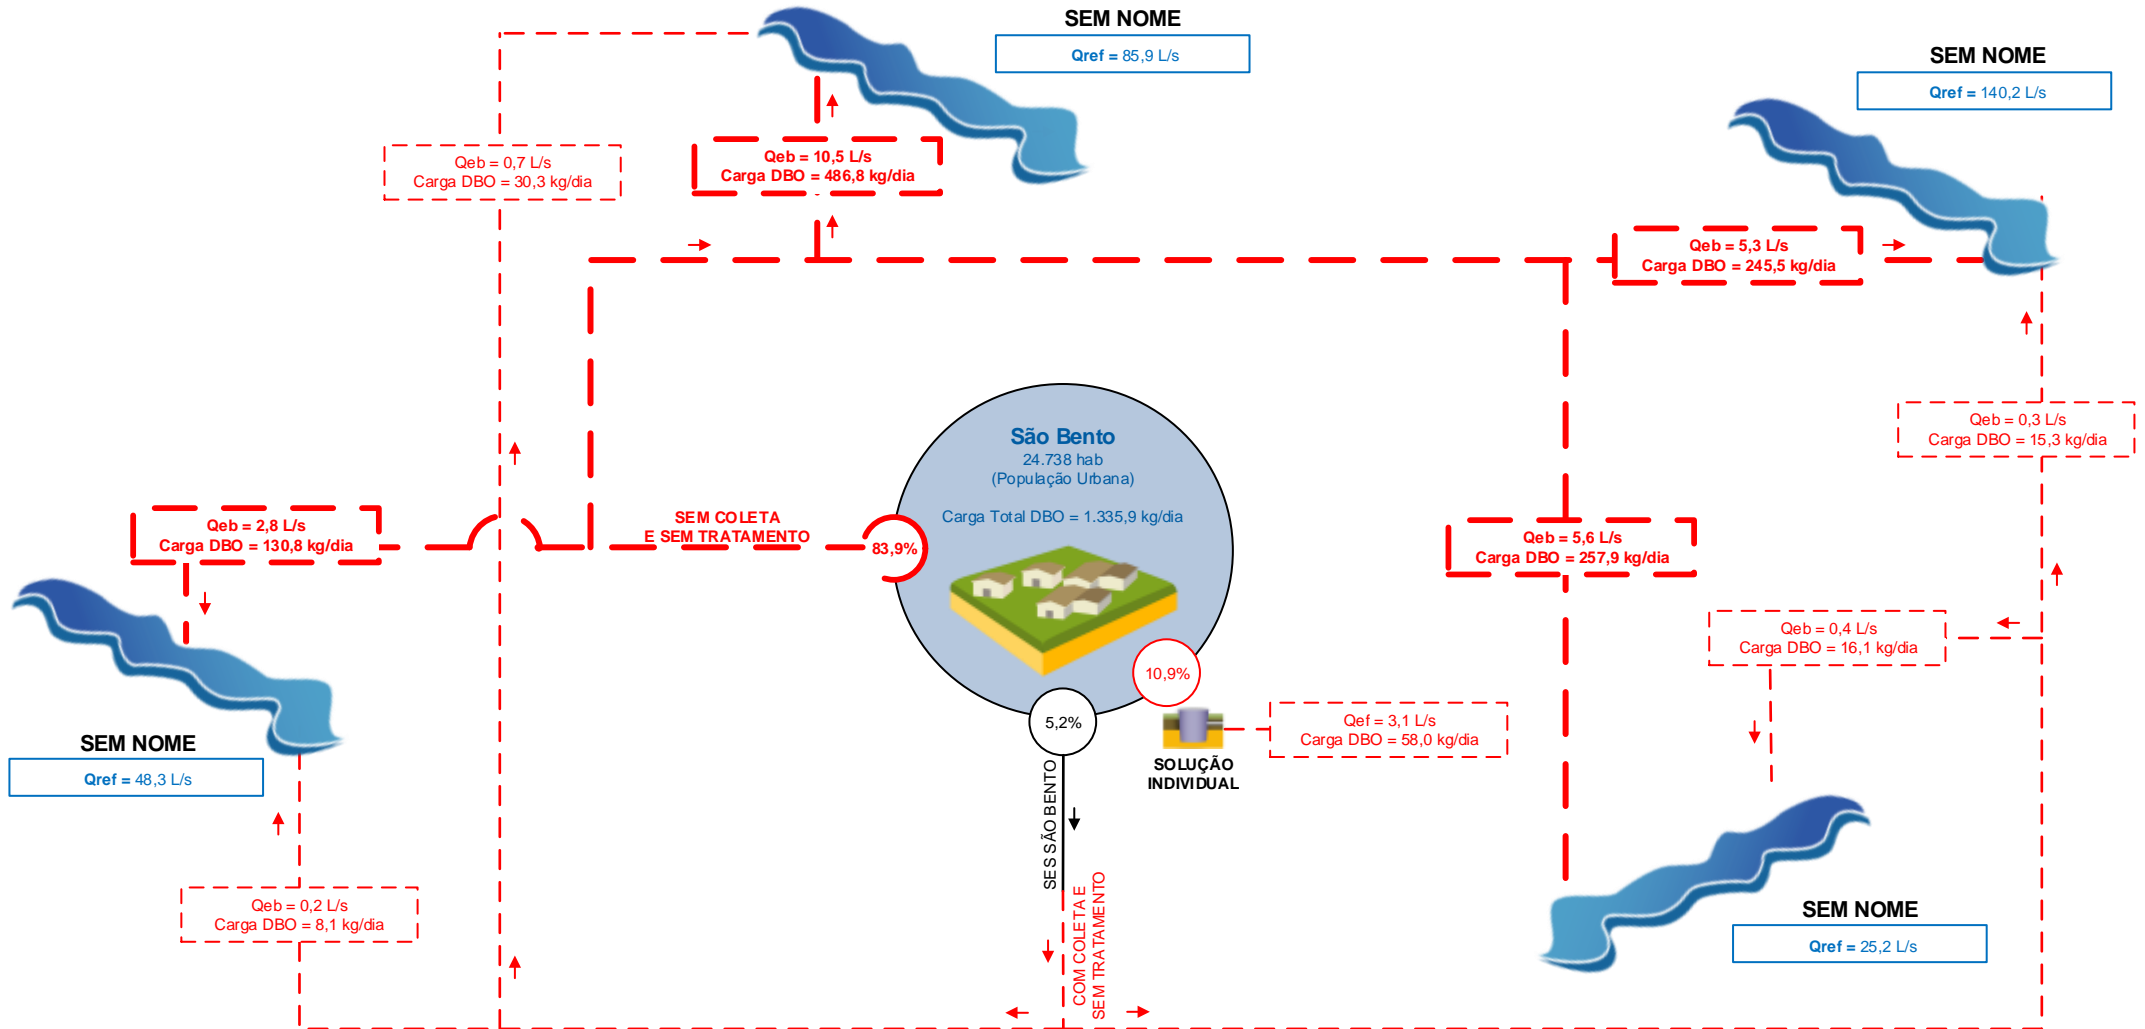 SEM NOME
Qref = 85,9 L/s
SEM NOME
Qref = 140,2 L/s
Qeb = 0,7 L/s
Carga DBO = 30,3 kg/dia
Qeb = 10,5 L/s
Carga DBO = 486,8 kg/dia
Qeb = 5,3 L/s
Carga DBO = 245,5 kg/dia
São Bento
24.738 hab
(População Urbana)
Carga Total DBO = 1.335,9 kg/dia
Qeb = 0,3 L/s
Carga DBO = 15,3 kg/dia
Qeb = 2,8 L/s
Carga DBO = 130,8 kg/dia
SEM COLETA
E SEM TRATAMENTO
83,9%
Qeb = 5,6 L/s
Carga DBO = 257,9 kg/dia
Qeb = 0,4 L/s
Carga DBO = 16,1 kg/dia
10,9%
5,2%
Qef = 3,1 L/s
Carga DBO = 58,0 kg/dia
SOLUÇÃO
INDIVIDUAL
SEM NOME
Qref = 48,3 L/s
SES SÃO BENTO
COM COLETA E
SEM TRATAMENTO
Qeb = 0,2 L/s
Carga DBO = 8,1 kg/dia
SEM NOME
Qref = 25,2 L/s